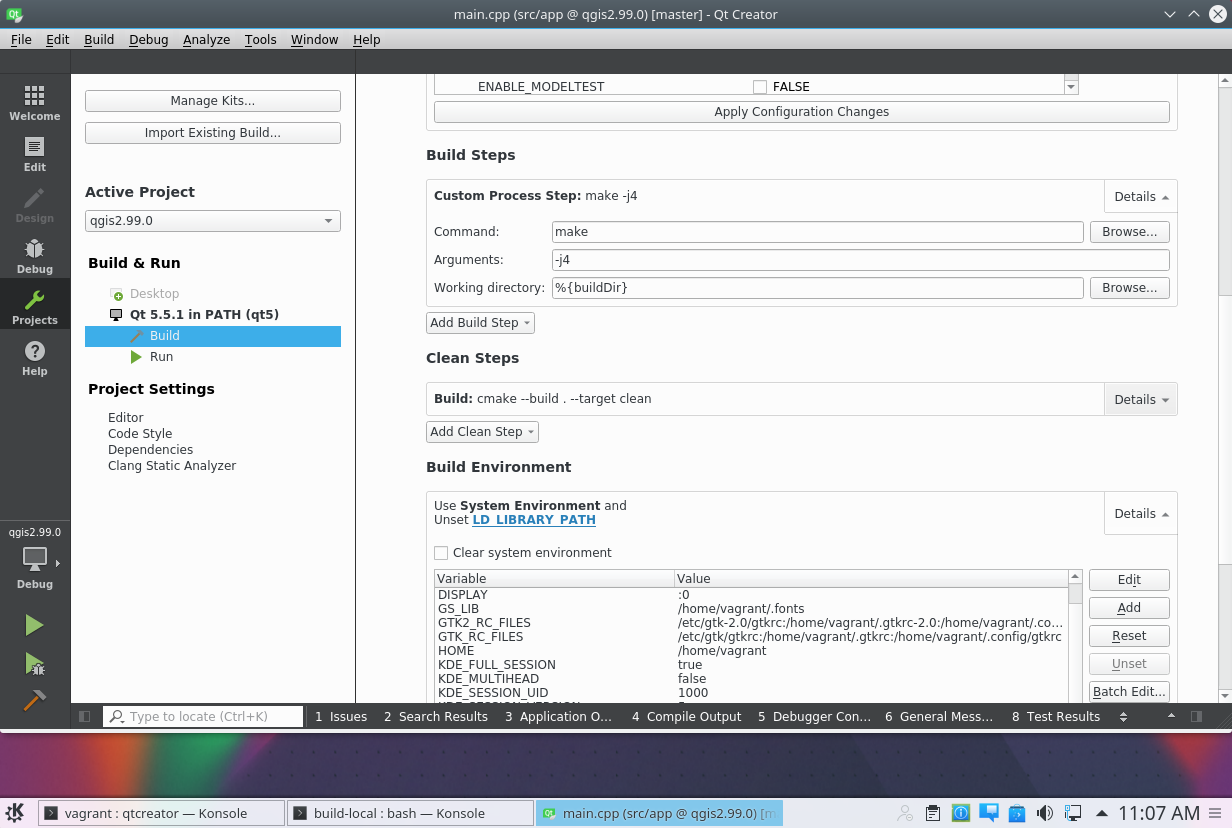 Qt
main.cpp (src/app @ qgis2.99.0) [master] - Qt Creator
File Edit Build Debug Analyze Tools Window Help
Welcome
Edit
Design
Debug
Projects
Help
qgis2.99.0
Debug
Manage Kits...
Import Existing Build...
Active Project
qgis2.99.0
Build & Run
Desktop
Qt 5.5.1 in PATH (qt5)
Build
Run
Project Settings
Editor
Code Style
Dependencies
Clang Static Analyzer
ENABLE_MODELTEST FALSE
Apply Configuration Changes
Build Steps
Custom Process Step: make -j4 Details
Command: make Browse...
Arguments: -j4
Working directory: %{buildDir} Browse...
Add Build Step
Clean Steps
Build: cmake --build . --target clean Details
Add Clean Step
Build Environment
Use System Environment and
Unset LD_LIBRARY_PATH
Details
Clear system environment
Variable Value
DISPLAY :0
GS_LIB /home/vagrant/.fonts
GTK2_RC_FILES /etc/gtk-2.0/gtkrc:/home/vagrant/.gtkrc-2.0:/home/vagrant/.co...
GTK_RC_FILES /etc/gtk/gtkrc:/home/vagrant/.gtkrc:/home/vagrant/.config/gtkrc
HOME /home/vagrant
KDE_FULL_SESSION true
KDE_MULTIHEAD false
KDE_SESSION_UID 1000
Edit
Add
Reset
Unset
Batch Edit...
Type to locate (Ctrl+K) 1 Issues 2 Search Results 3 Application O... 4 Compile Output 5 Debugger Con... 6 General Mess... 8 Test Results
vagrant : qtcreator — Konsole build-local : bash — Konsole main.cpp (src/app @ qgis2.99.0) [m 11:07 AM